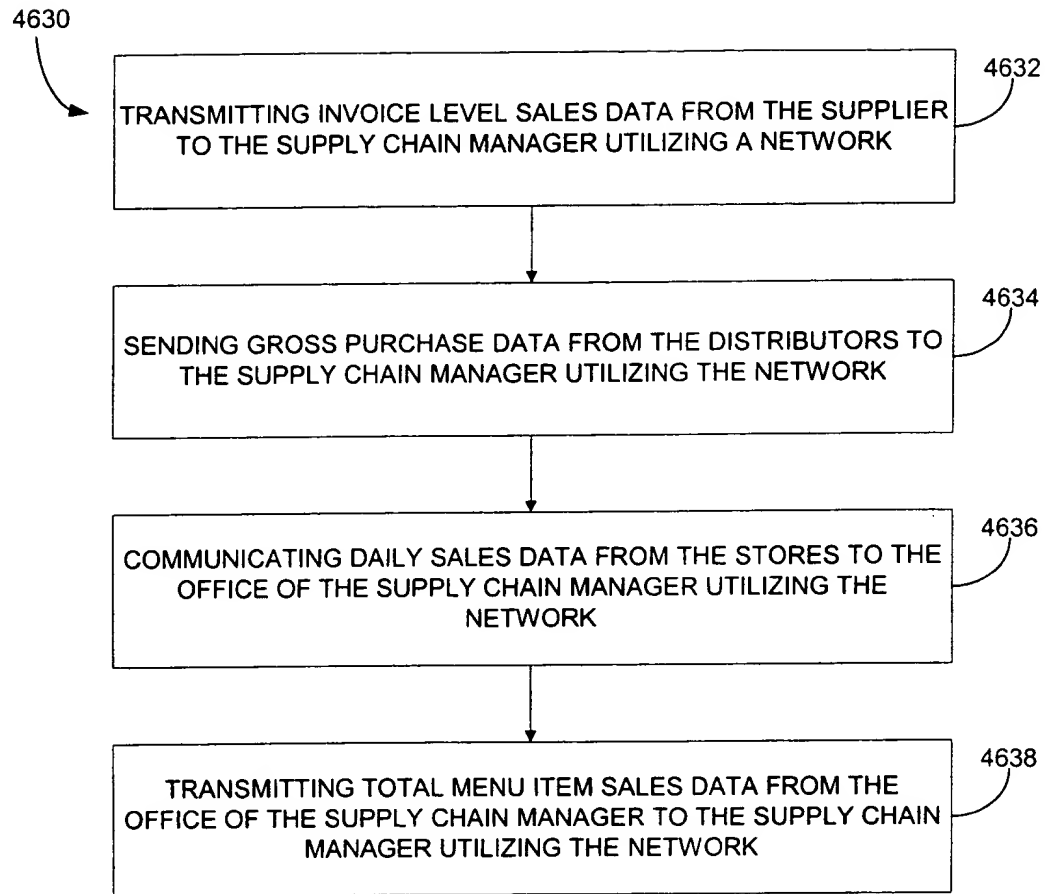 4630
4632
TRANSMITTING INVOICE LEVEL SALES DATA FROM THE SUPPLIER
TO THE SUPPLY CHAIN MANAGER UTILIZING A NETWORK
4634
SENDING GROSS PURCHASE DATA FROM THE DISTRIBUTORS TO
THE SUPPLY CHAIN MANAGER UTILIZING THE NETWORK
4636
COMMUNICATING DAILY SALES DATA FROM THE STORES TO THE
OFFICE OF THE SUPPLY CHAIN MANAGER UTILIZING THE
NETWORK
4638
TRANSMITTING TOTAL MENU ITEM SALES DATA FROM THE
OFFICE OF THE SUPPLY CHAIN MANAGER TO THE SUPPLY CHAIN
MANAGER UTILIZING THE NETWORK